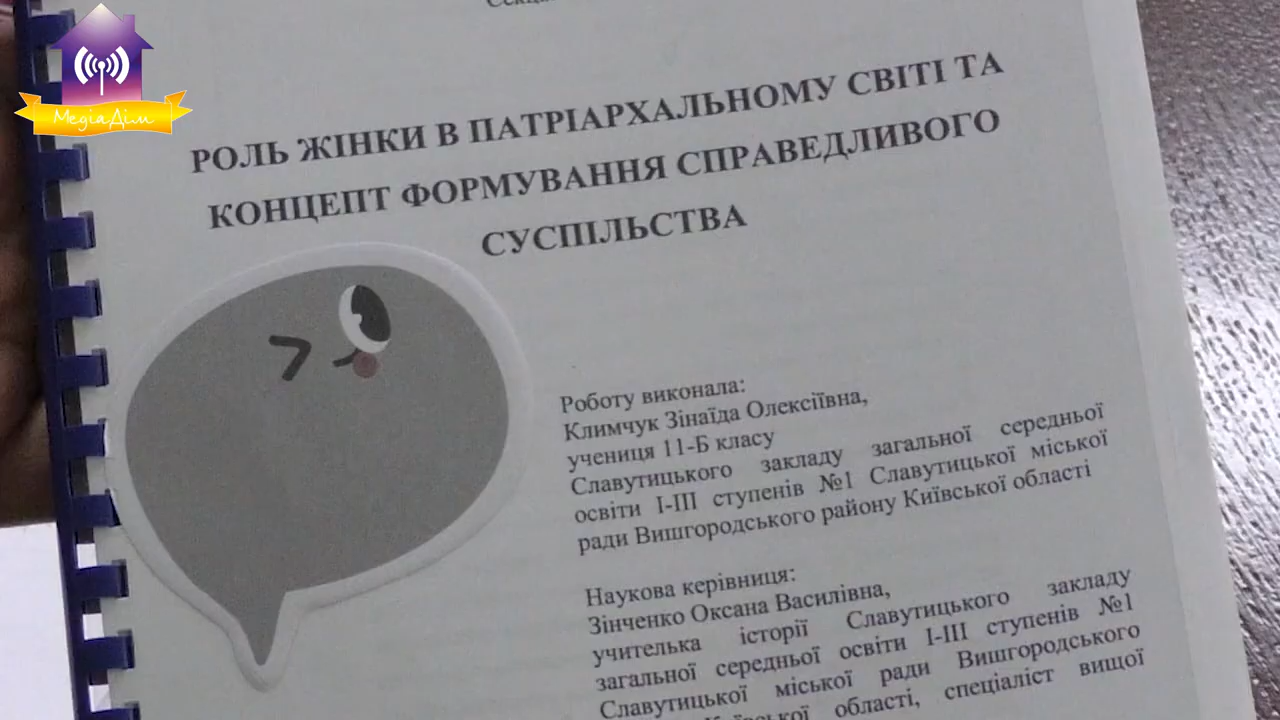 МедіаДім
РОЛЬ ЖІНКИ В ПАТРІАРХАЛЬНОМУ СВІТІ ТА
КОНЦЕПТ ФОРМУВАННЯ СПРАВЕДЛИВОГО
СУСПІЛЬСТВА
Роботу виконала:
Климчук Зінаїда Олексіївна,
учениця 11-Б класу
Славутицького закладу загальної середньої
освіти І-ІІІ ступенів №1 Славутицької міської
ради Вишгородського району Київської області
Наукова керівниця:
Зінченко Оксана Василівна,
учителька історії Славутицького закладу
загальної середньої освіти І-ІІІ ступенів №1
Славутицької міської ради Вишгородського
області, спеціаліст вищої